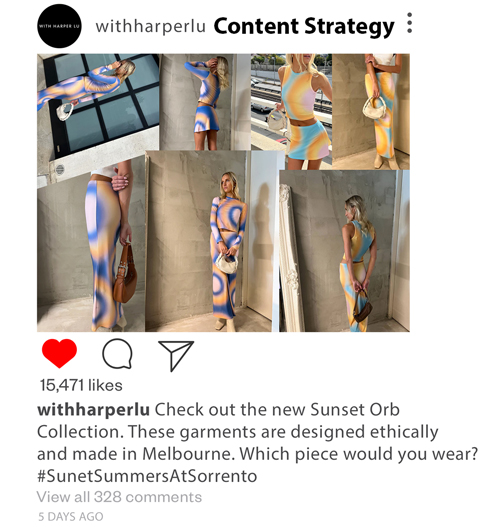 WITH HARPER LU
withharperlu Content Strategy
15,471 likes
withharperlu Check out the new Sunset Orb
Collection. These garments are designed ethically
and made in Melbourne. Which piece would you wear?
#SunetSummersAtSorrento
View all 328 comments
5 DAYS AGO